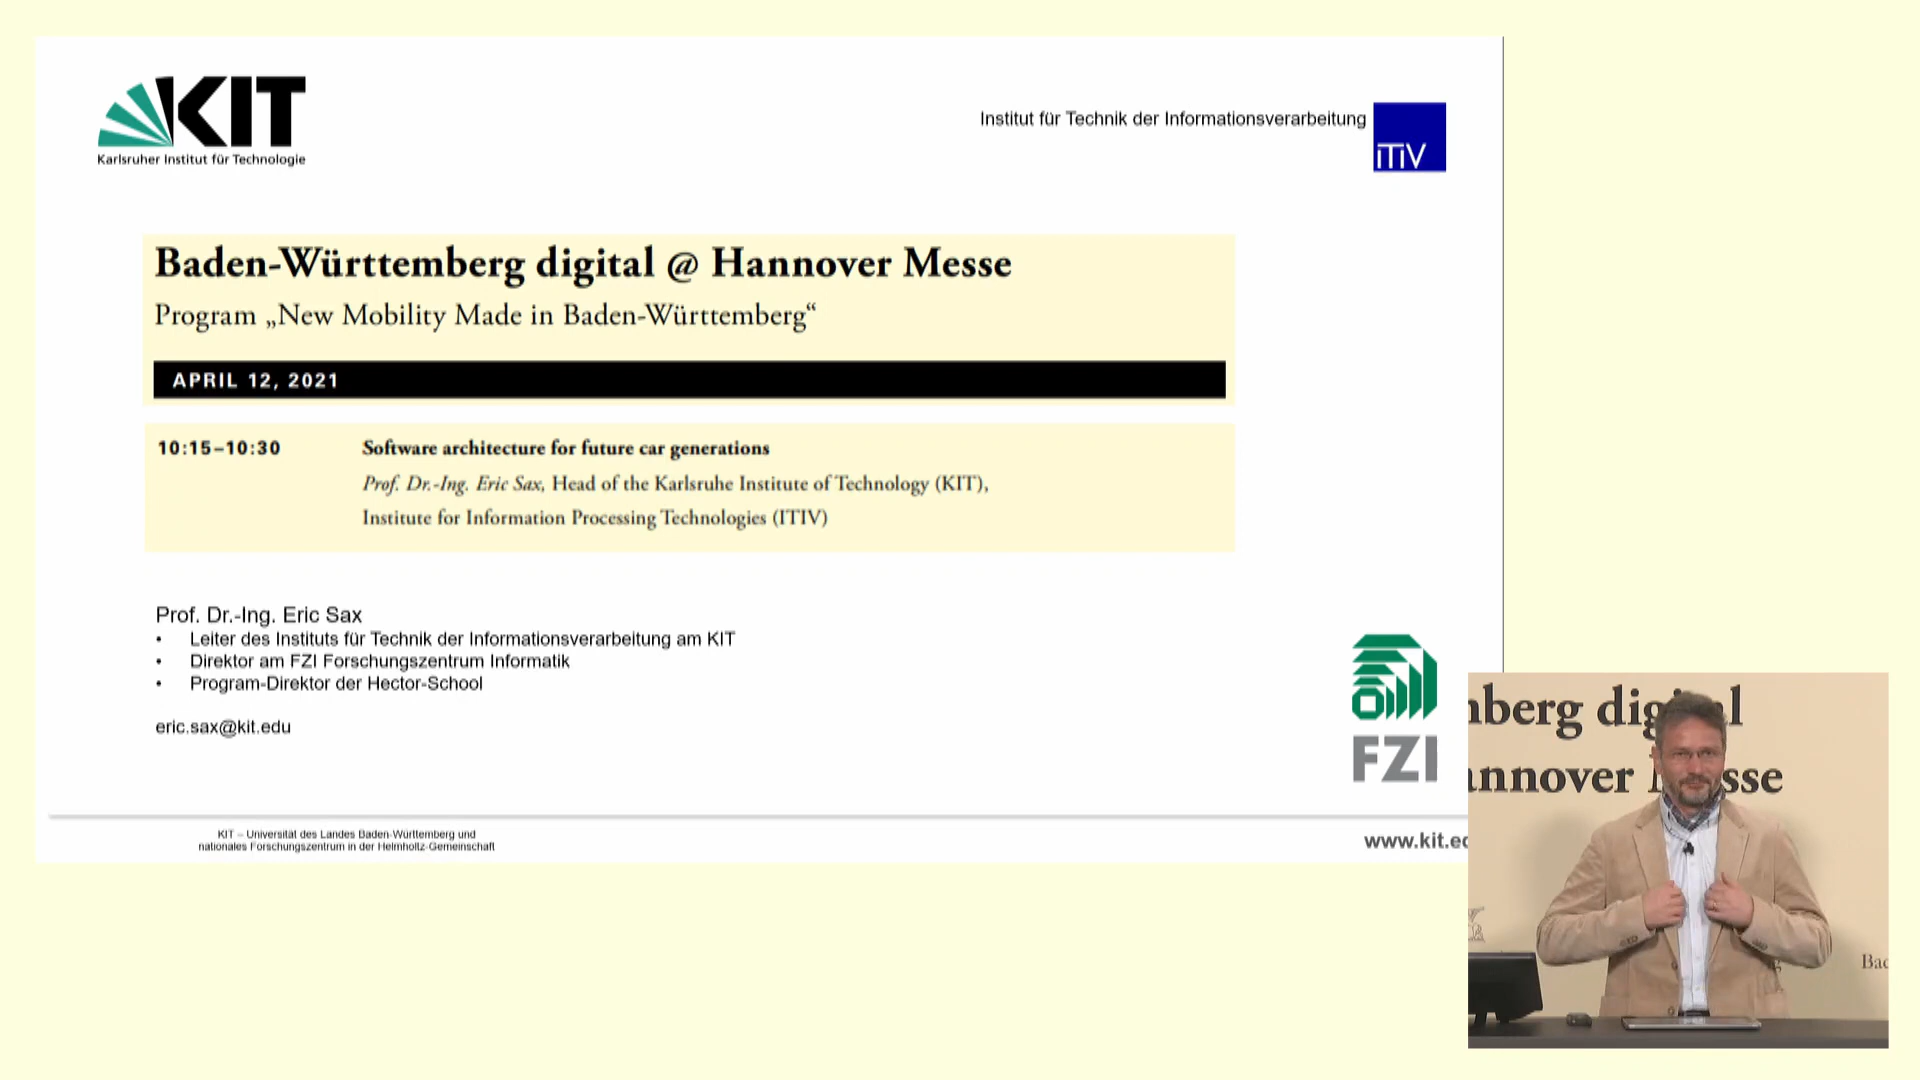 KIT
Karlsruher Institut für Technologie
Institut für Technik der Informationsverarbeitung
iTiV
Baden-Württemberg digital @ Hannover Messe
Program „New Mobility Made in Baden-Württemberg“
APRIL 12, 2021
10:15–10:30 Software architecture for future car generations
Prof. Dr.-Ing. Eric Sax, Head of the Karlsruhe Institute of Technology (KIT),
Institute for Information Processing Technologies (ITIV)
Prof. Dr.-Ing. Eric Sax
• Leiter des Instituts für Technik der Informationsverarbeitung am KIT
• Direktor am FZI Forschungszentrum Informatik
• Program-Direktor der Hector-School
eric.sax@kit.edu
FZI
KIT – Universität des Landes Baden-Württemberg und
nationales Forschungszentrum in der Helmholtz-Gemeinschaft
www.kit.ed
berg dig l
nnover sse
Bad